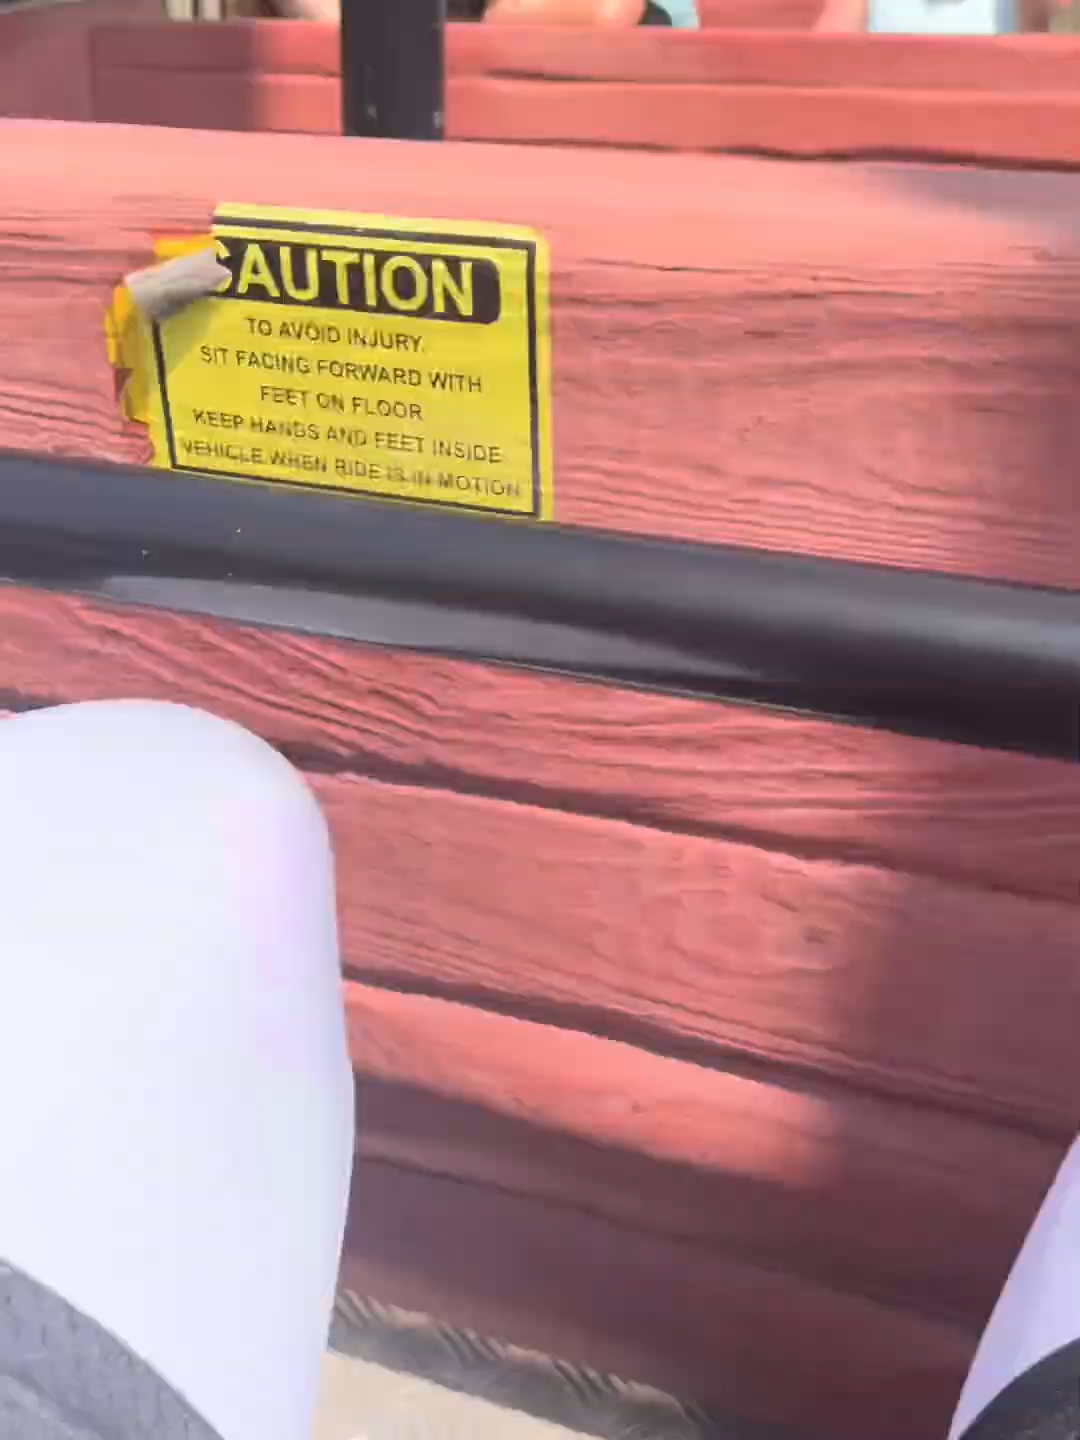 CAUTION
TO AVOID INJURY.
SIT FACING FORWARD WITH
FEET ON FLOOR
KEEP HANDS AND FEET INSIDE
VEHICLE WHEN RIDE IS IN MOTION